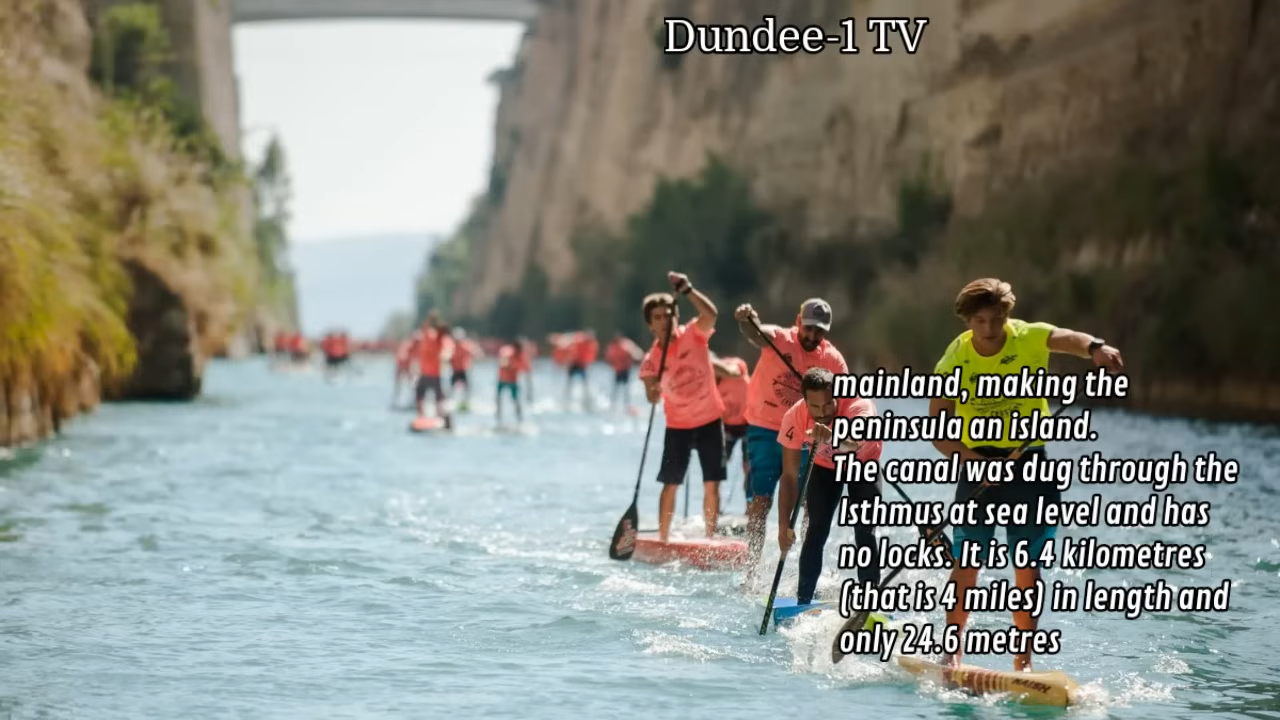 Dundee-1 TV
mainland, making the
peninsula an island.
The canal was dug through the
Isthmus at sea level and has
no locks. It is 6.4 kilometres
(that is 4 miles) in length and
only 24.6 metres
4
NAISH